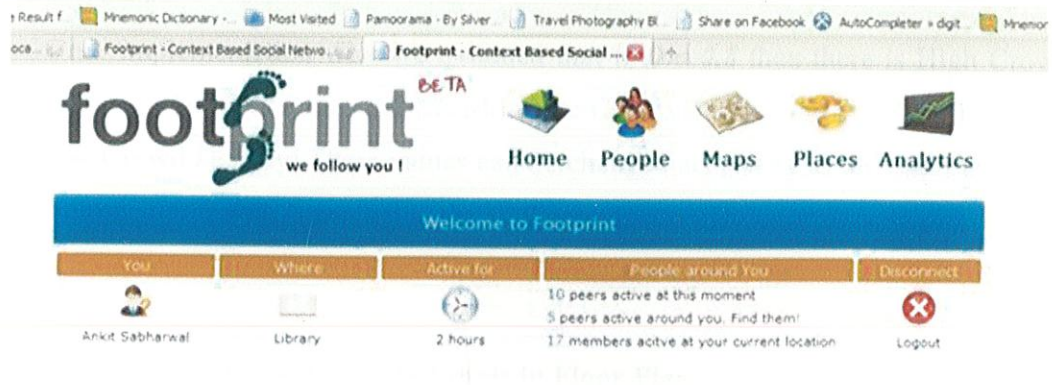 e Result f...
Mnemonic Dictionary -...
Most Visited
Pamoorama - By Silver...
Travel Photography Bl...
Share on Facebook
AutoCompleter » digit...
Mnemor
oca...
Footprint - Context Based Social Netwo...
Footprint - Context Based Social ...
footprint BETA
we follow you !
Home People Maps Places Analytics
Welcome to Footprint
You Where Active for People around You Disconnect
10 peers active at this moment
5 peers active around you. Find them!
Ankit Sabharwal Library 2 hours 17 members acitve at your current location Logout